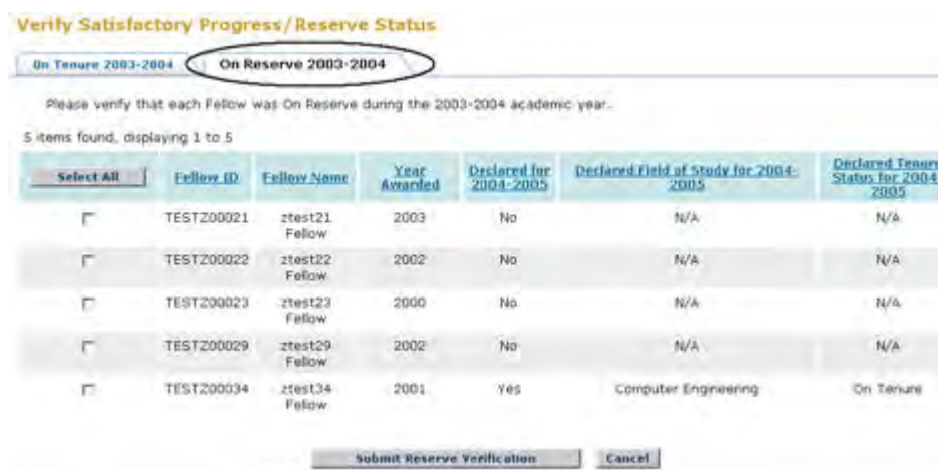 Verify Satisfactory Progress/Reserve Status
On Tenure 2003-2004 On Reserve 2003-2004
Please verify that each Fellow was On Reserve during the 2003-2004 academic year.
5 items found, displaying 1 to 5
Select All Fellow ID Fellow Name Year Awarded Declared for 2004-2005 Declared Field of Study for 2004-2005 Declared Tenure Status for 2004-2005
TESTZ00021 ztest21 Fellow 2003 No N/A N/A
TESTZ00022 ztest22 Fellow 2002 No N/A N/A
TESTZ00023 ztest23 Fellow 2000 No N/A N/A
TESTZ00029 ztest29 Fellow 2002 No N/A N/A
TESTZ00034 ztest34 Fellow 2001 Yes Computer Engineering On Tenure
Submit Reserve Verification Cancel